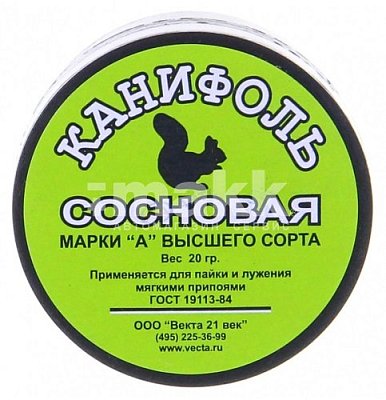 КАНИФОЛЬ
СОСНОВАЯ
МАРКИ “А” ВЫСШЕГО СОРТА
Вес 20 гр.
Применяется для пайки и лужения
мягкими припоями
ГОСТ 19113-84
ООО “Векта 21 век”
(495) 225-36-99
www.vecta.ru